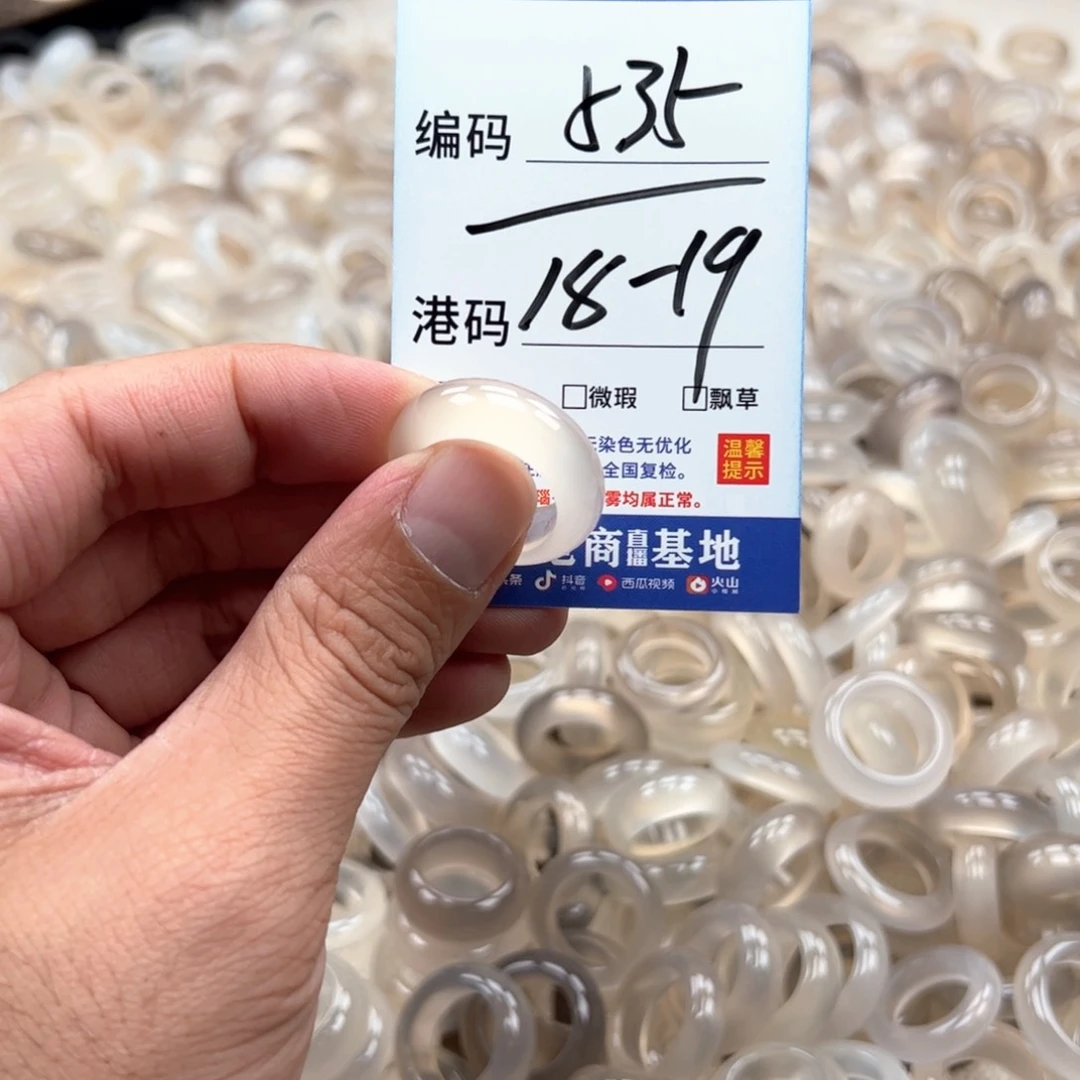 编码 835
港码 18-19
□微瑕 □飘草
染色无优化 温馨
全国复检。 提示
雾均属正常。
商直播基地
抖音 西瓜视频 火山